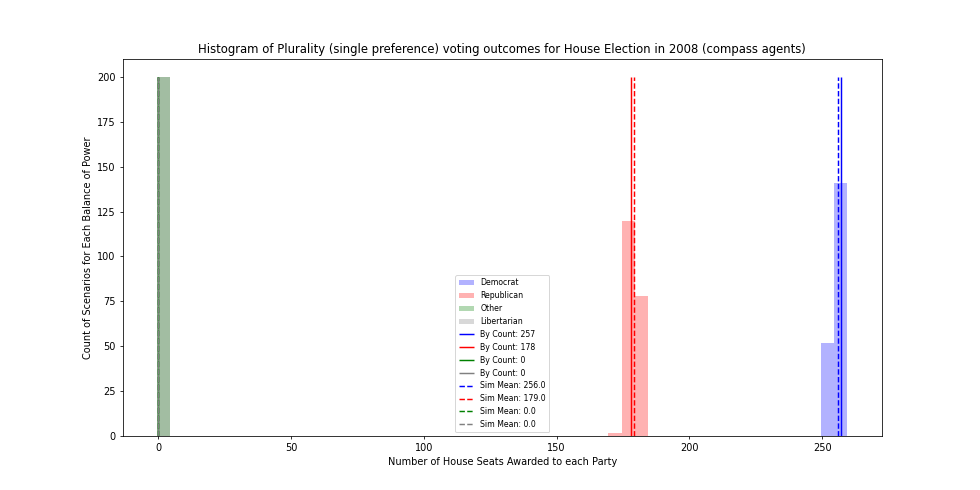 Histogram of Plurality (single preference) voting outcomes for House Election in 2008 (compass agents)
200
175
150
125
100
75
50
25
0
Count of Scenarios for Each Balance of Power
Democrat
Republican
Other
Libertarian
By Count: 257
By Count: 178
By Count: 0
By Count: 0
Sim Mean: 256.0
Sim Mean: 179.0
Sim Mean: 0.0
Sim Mean: 0.0
0 50 100 150 200 250
Number of House Seats Awarded to each Party